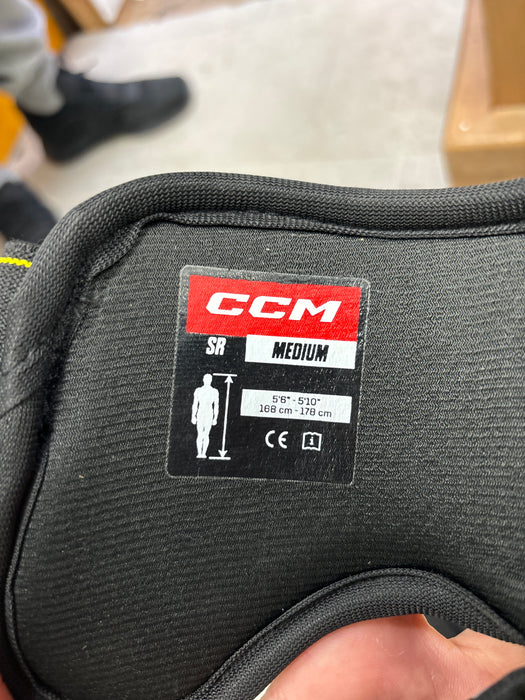 CCM
SR MEDIUM
5'6" - 5'10"
168 cm - 178 cm
CE i